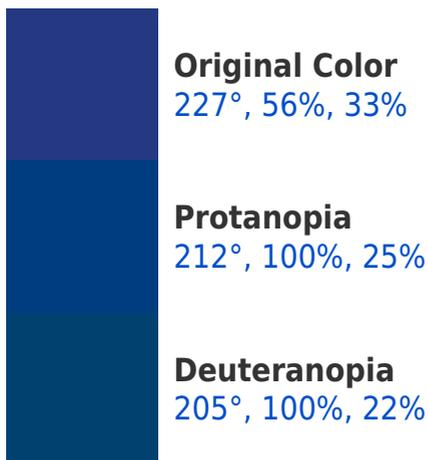 Original Color
227°, 56%, 33%
Protanopia
212°, 100%, 25%
Deuteranopia
205°, 100%, 22%